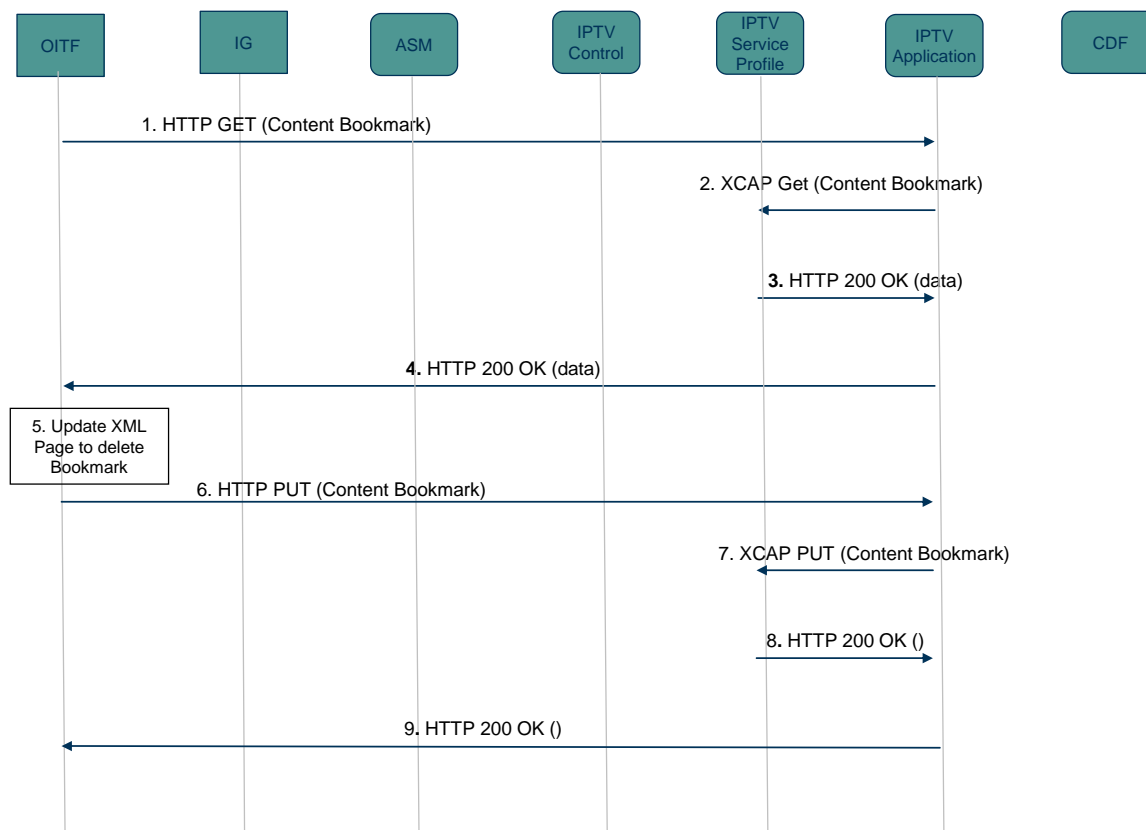 OITF
IG
ASM
IPTV
Control
IPTV
Service
Profile
IPTV
Application
CDF
1. HTTP GET (Content Bookmark)
2. XCAP Get (Content Bookmark)
3. HTTP 200 OK (data)
4. HTTP 200 OK (data)
5. Update XML
Page to delete
Bookmark
6. HTTP PUT (Content Bookmark)
7. XCAP PUT (Content Bookmark)
8. HTTP 200 OK ()
9. HTTP 200 OK ()